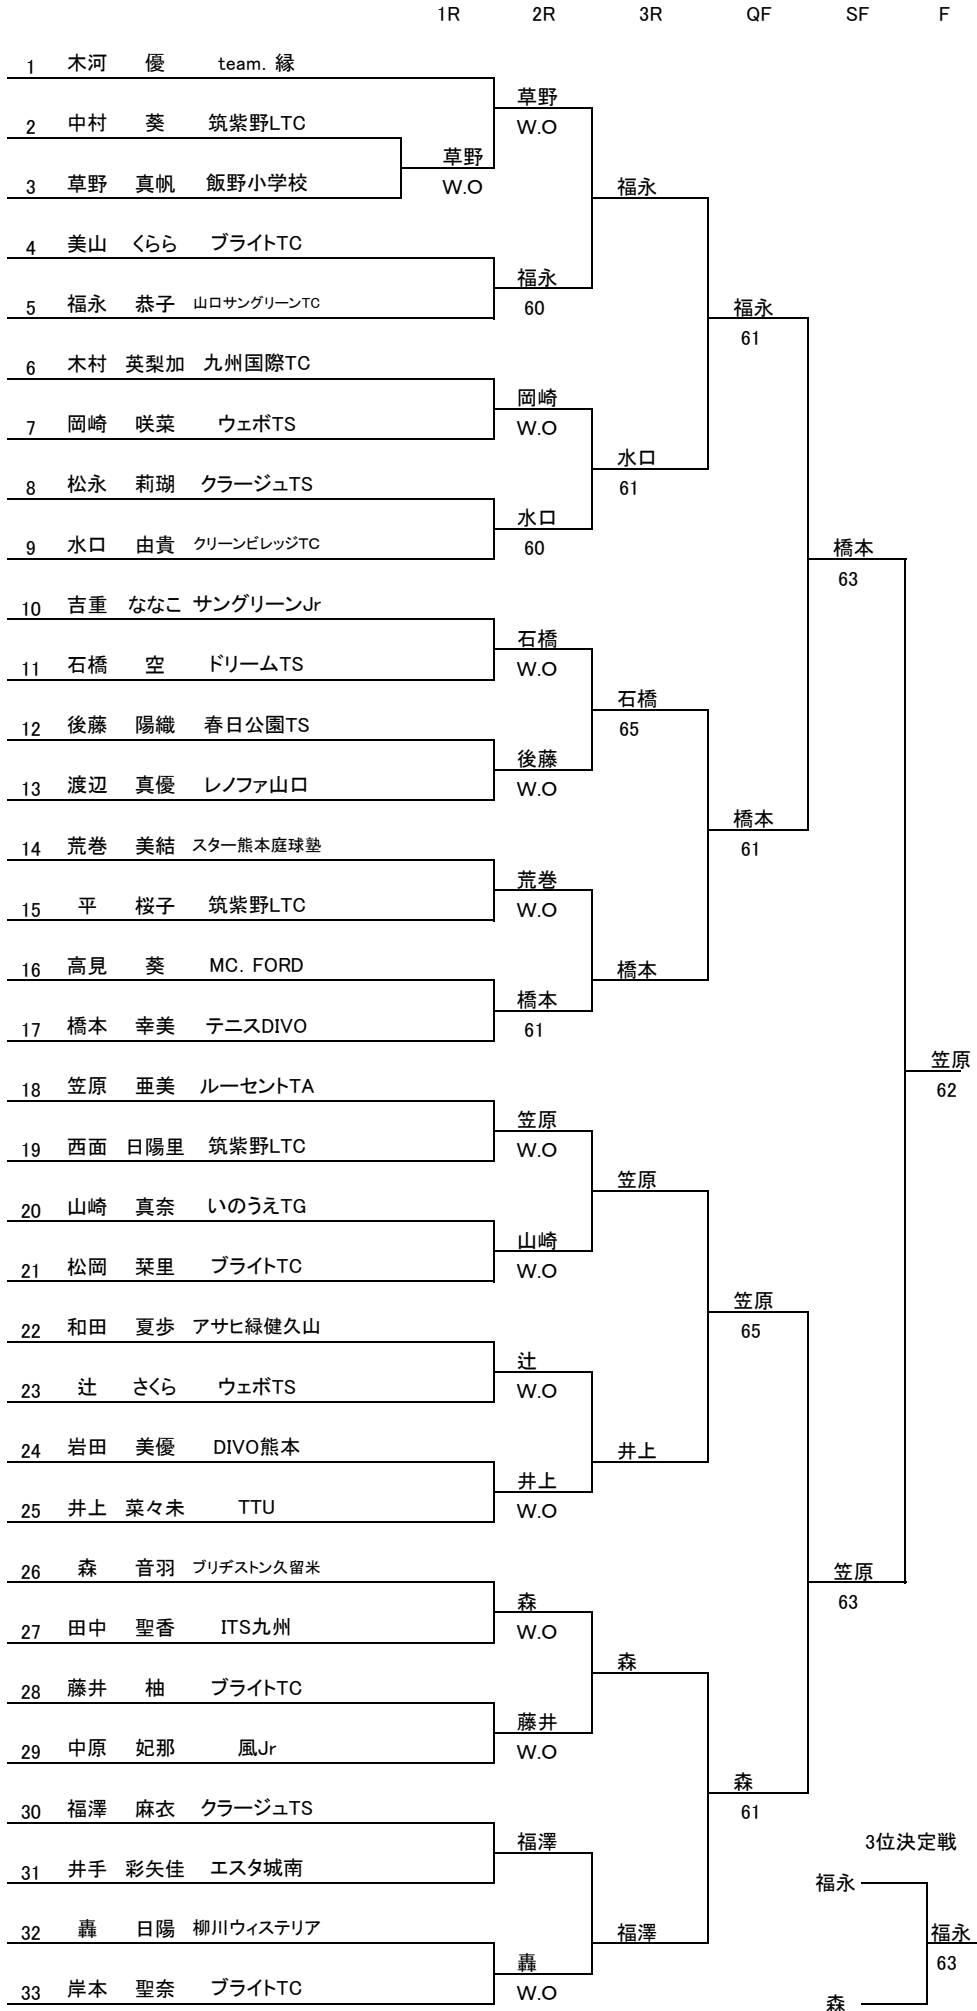 1R 2R 3R QF SF F
1 木河 優 team. 縁
草野
2 中村 葵 筑紫野LTC W.O
草野
3 草野 真帆 飯野小学校 W.O 福永
4 美山 くらら ブライトTC
福永
5 福永 恭子 山口サングリーンTC 60 福永
61
6 木村 英梨加 九州国際TC
岡崎
7 岡崎 咲菜 ウェボTS W.O
水口
8 松永 莉瑚 クラージュTS 61
水口
9 水口 由貴 クリーンビレッジTC 60 橋本
63
10 吉重 ななこ サングリーンJr
石橋
11 石橋 空 ドリームTS W.O
石橋
12 後藤 陽織 春日公園TS 65
後藤
13 渡辺 真優 レノファ山口 W.O
橋本
14 荒巻 美結 スター熊本庭球塾 61
荒巻
15 平 桜子 筑紫野LTC W.O
16 高見 葵 MC. FORD 橋本
橋本
17 橋本 幸美 テニスDIVO 61
笠原
18 笠原 亜美 ルーセントTA 62
笠原
19 西面 日陽里 筑紫野LTC W.O
笠原
20 山崎 真奈 いのうえTG
山崎
21 松岡 栞里 ブライトTC W.O
笠原
22 和田 夏歩 アサヒ緑健久山 65
辻
23 辻 さくら ウェボTS W.O
24 岩田 美優 DIVO熊本 井上
井上
25 井上 菜々未 TTU W.O
26 森 音羽 ブリヂストン久留米 笠原
森 63
27 田中 聖香 ITS九州 W.O
森
28 藤井 柚 ブライトTC
藤井
29 中原 妃那 風Jr W.O
森
30 福澤 麻衣 クラージュTS 61
福澤 3位決定戦
31 井手 彩矢佳 エスタ城南
福永
32 轟 日陽 柳川ウィステリア 福澤 福永
轟 63
33 岸本 聖奈 ブライトTC W.O
森